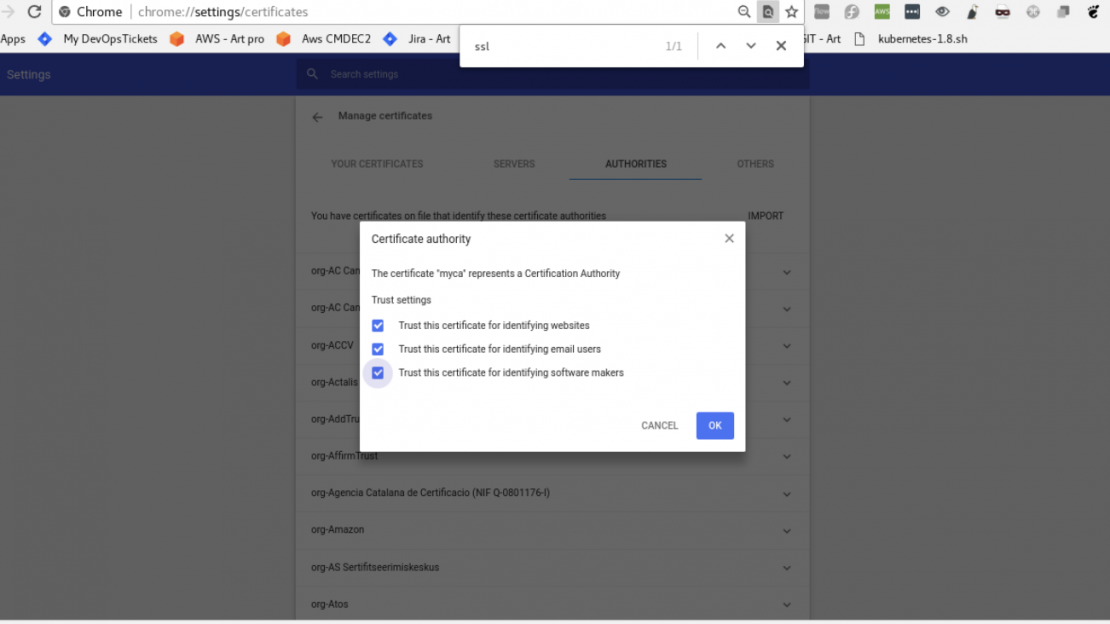 Chrome chrome://settings/certificates
Apps My DevOpsTickets AWS - Art pro Aws CMDEC2 Jira - Art GIT - Art kubernetes-1.8.sh
ssl 1/1
Settings
Search settings
Manage certificates
YOUR CERTIFICATES SERVERS AUTHORITIES OTHERS
You have certificates on file that identify these certificate authorities IMPORT
Certificate authority
The certificate "myca" represents a Certification Authority
Trust settings
Trust this certificate for identifying websites
Trust this certificate for identifying email users
Trust this certificate for identifying software makers
CANCEL OK
org-AC Can
org-AC Can
org-ACCV
org-Actalis
org-AddTru
org-AffirmTrust
org-Agencia Catalana de Certificacio (NIF Q-0801176-I)
org-Amazon
org-AS Sertifitseerimiskeskus
org-Atos